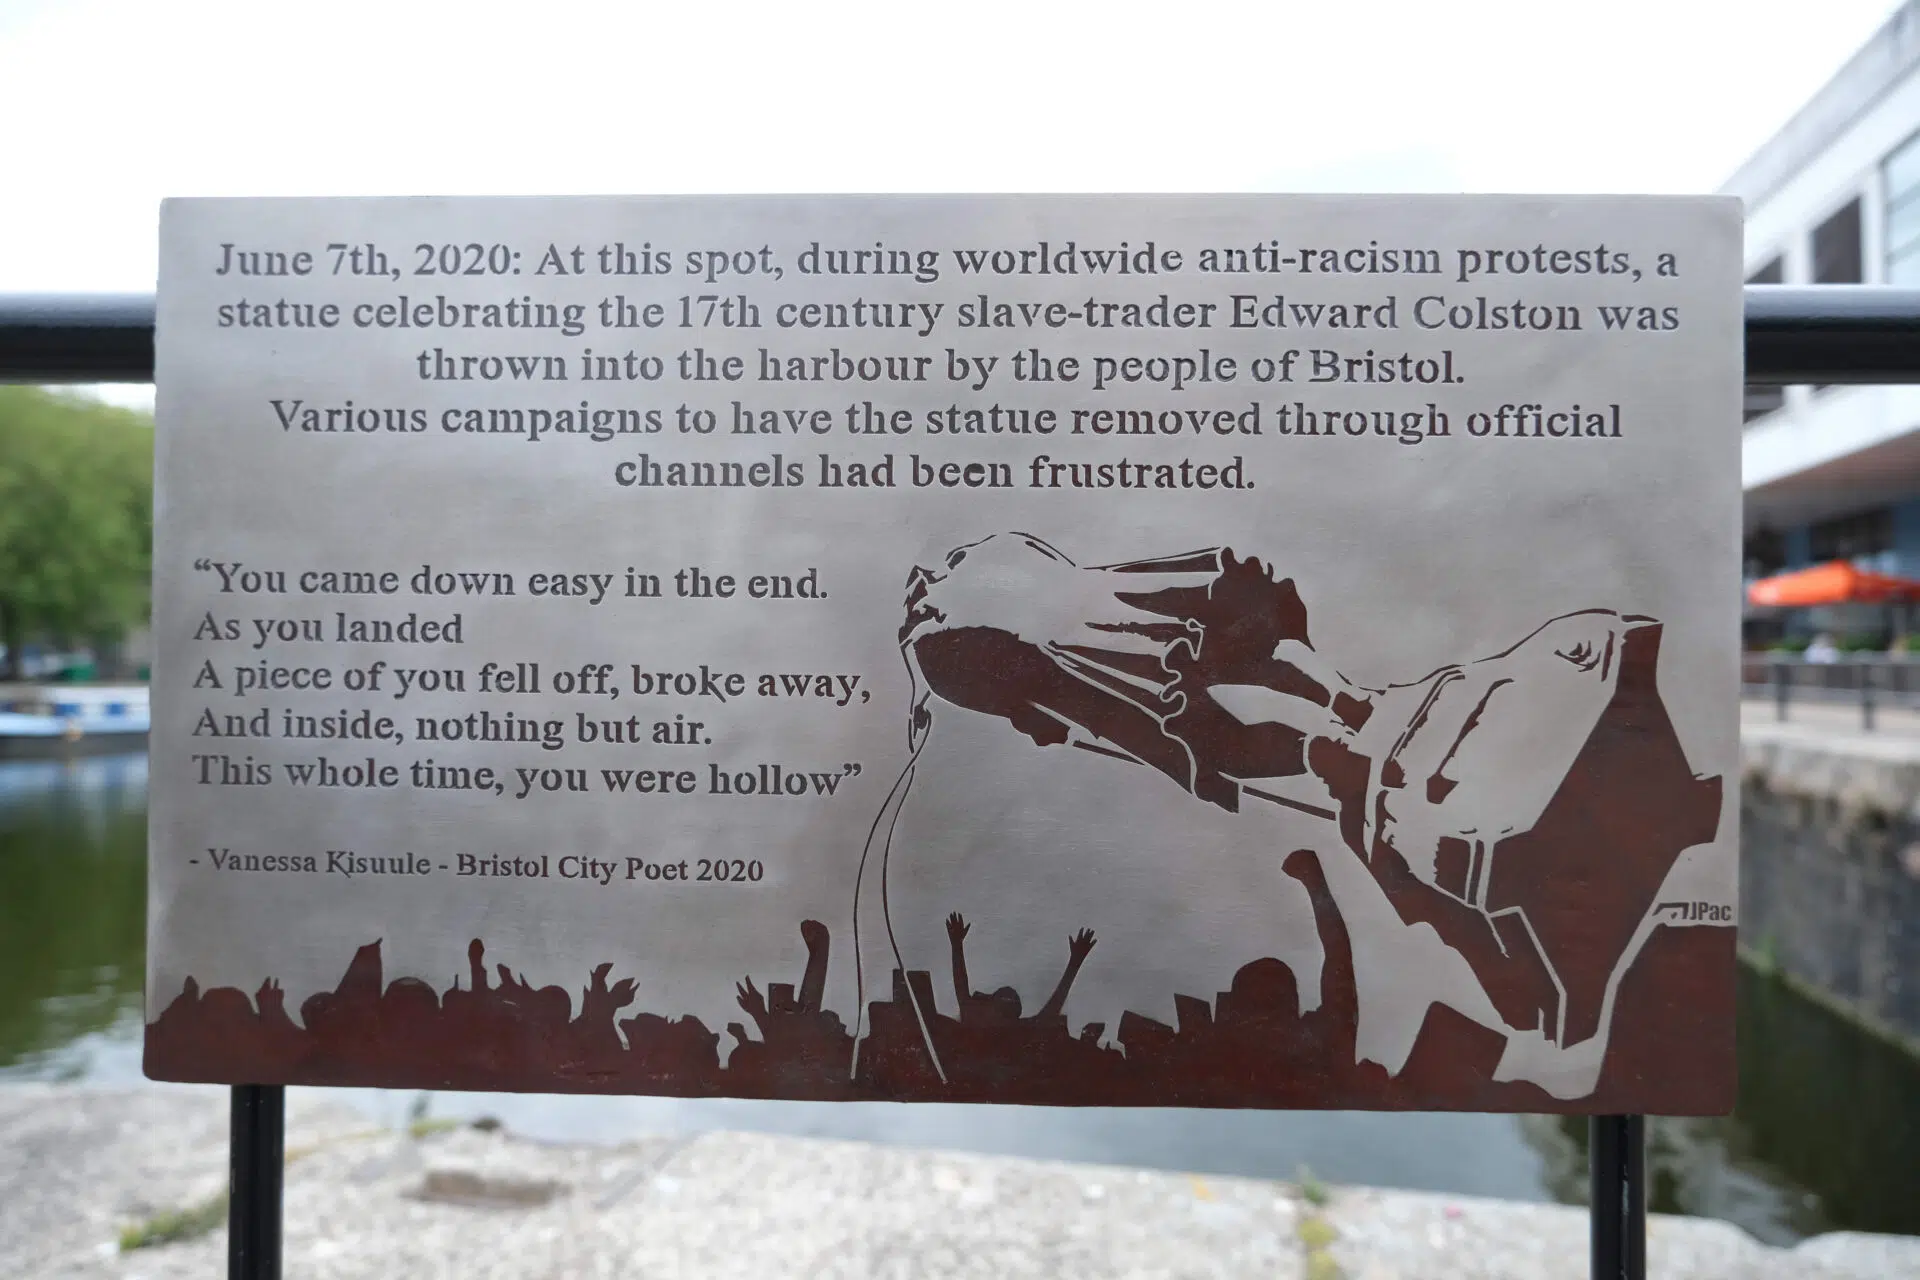 June 7th, 2020: At this spot, during worldwide anti-racism protests, a
statue celebrating the 17th century slave-trader Edward Colston was
thrown into the harbour by the people of Bristol.
Various campaigns to have the statue removed through official
channels had been frustrated.
“You came down easy in the end.
As you landed
A piece of you fell off, broke away,
And inside, nothing but air.
This whole time, you were hollow”
- Vanessa Kisuule - Bristol City Poet 2020
JPac